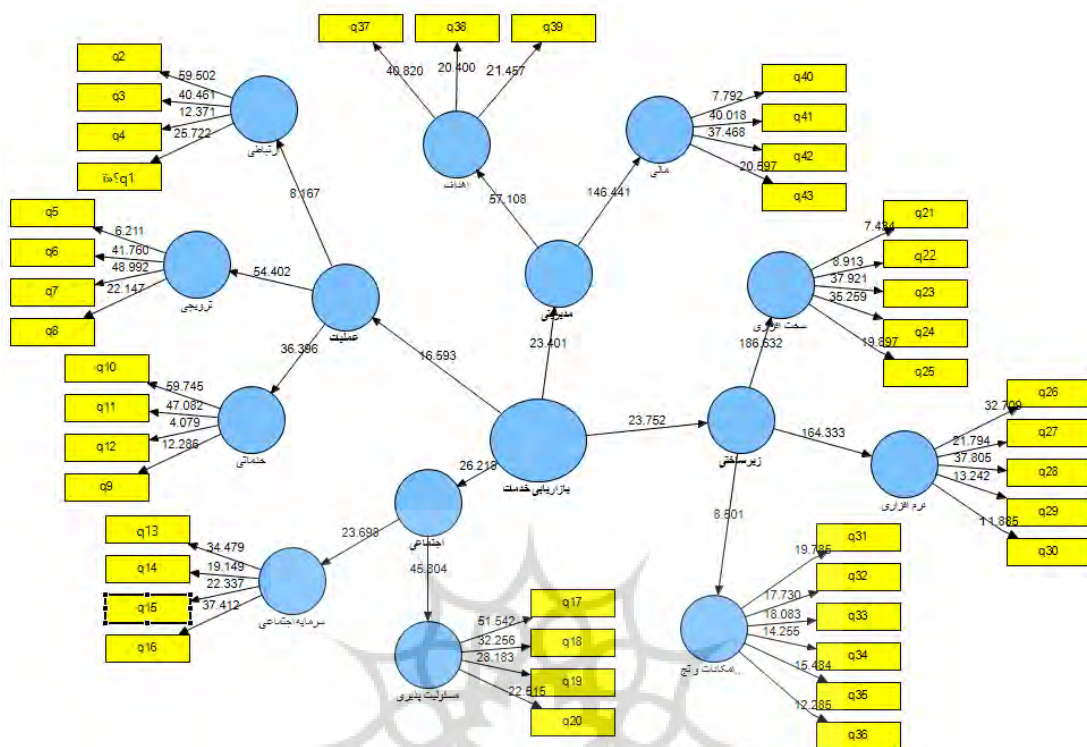 q37
q38
q39
40.820
20.400
21.457
اهداف
q2
q3
q4
ï»؟q1
59.502
40.461
12.371
25.722
ارتباطی
q40
q41
q42
q43
7.792
40.018
37.468
20.597
مالی
8.167
57.108
146.441
q5
q6
q7
q8
6.211
41.760
48.992
22.147
ترویجی
54.402
عملیات
مدیریتی
q21
q22
q23
q24
q25
7.434
8.913
37.921
35.259
19.897
سخت افزاری
36.396
16.593
23.401
186.632
q10
q11
q12
q9
59.745
47.082
4.079
12.286
خدماتی
بازاریابی خدمات
23.752
زیرساختی
164.333
q26
q27
q28
q29
q30
32.709
21.794
37.805
13.242
11.885
نرم افزاری
26.218
اجتماعی
23.698
45.804
8.601
q13
q14
q15
q16
34.479
19.149
22.337
37.412
سرمایه اجتماعی
q17
q18
q19
q20
51.542
32.256
28.183
22.615
مسئولیت پذیری
q31
q32
q33
q34
q35
q36
19.785
17.730
18.083
14.255
15.484
12.285
امکانات و تج...